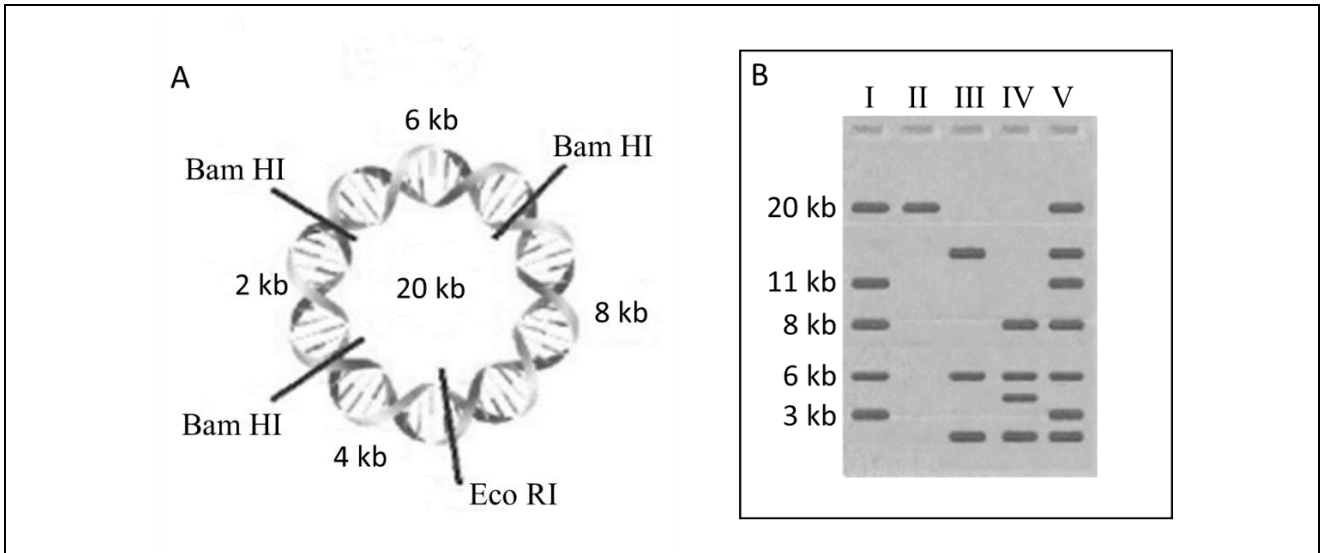 A
6 kb
Bam HI
Bam HI
2 kb
20 kb
8 kb
Bam HI
4 kb
Eco RI
B
I II III IV V
20 kb
11 kb
8 kb
6 kb
3 kb